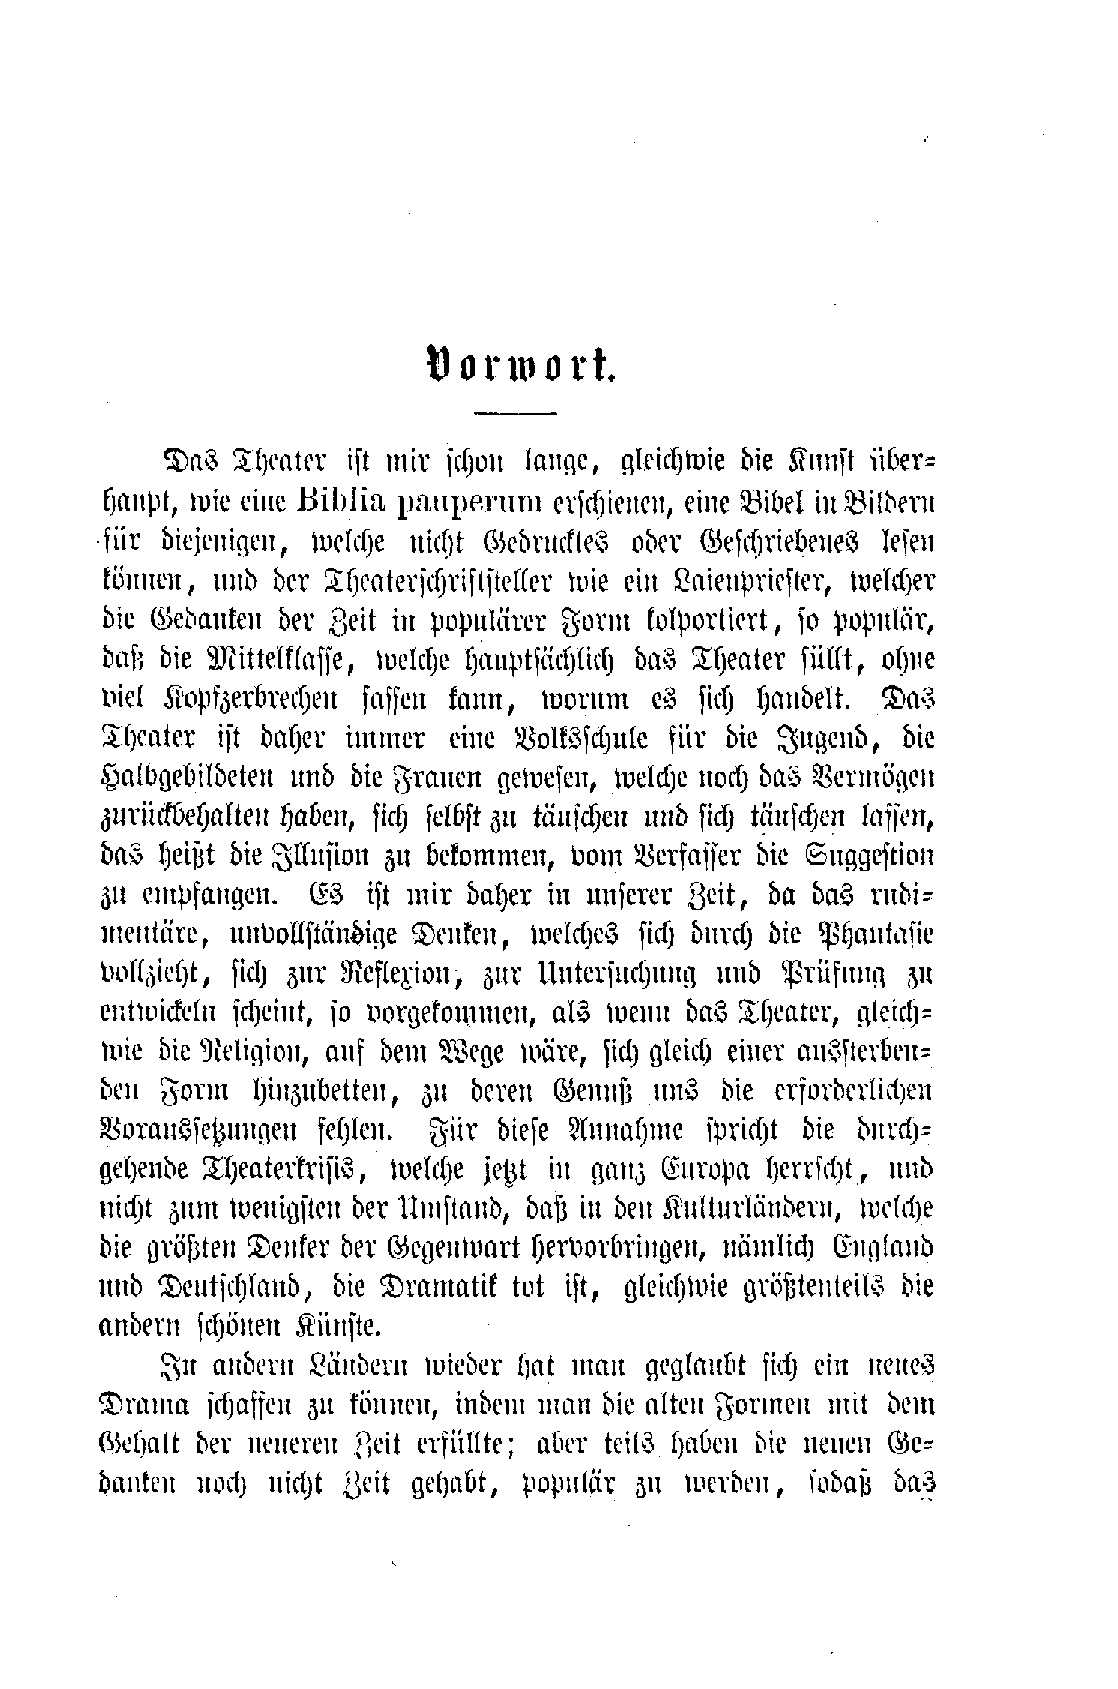 Vorwort.
Das Theater ist mir schon lange, gleichwie die Kunst über-
haupt, wie eine Biblia pauperum erschienen, eine Bibel in Bildern
für diejenigen, welche nicht Gedrucktes oder Geschriebenes lesen
können, und der Theaterschriftsteller wie ein Laienpriester, welcher
die Gedanken der Zeit in populärer Form kolportiert, so populär,
daß die Mittelklasse, welche hauptsächlich das Theater füllt, ohne
viel Kopfzerbrechen fassen kann, worum es sich handelt. Das
Theater ist daher immer eine Volksschule für die Jugend, die
Halbgebildeten und die Frauen gewesen, welche noch das Vermögen
zurückbehalten haben, sich selbst zu täuschen und sich täuschen lassen,
das heißt die Illusion zu bekommen, vom Verfasser die Suggestion
zu empfangen. Es ist mir daher in unserer Zeit, da das rudi-
mentäre, unvollständige Denken, welches sich durch die Phantasie
vollzieht, sich zur Reflexion, zur Untersuchung und Prüfung zu
entwickeln scheint, so vorgekommen, als wenn das Theater, gleich-
wie die Religion, auf dem Wege wäre, sich gleich einer aussterben-
den Form hinzubetten, zu deren Genuß uns die erforderlichen
Voraussetzungen fehlen. Für diese Annahme spricht die durch-
gehende Theaterkrisis, welche jetzt in ganz Europa herrscht, und
nicht zum wenigsten der Umstand, daß in den Kulturländern, welche
die größten Denker der Gegenwart hervorbringen, nämlich England
und Deutschland, die Dramatik tot ist, gleichwie größtenteils die
andern schönen Künste.
In andern Ländern wieder hat man geglaubt sich ein neues
Drama schaffen zu können, indem man die alten Formen mit dem
Gehalt der neueren Zeit erfüllte; aber teils haben die neuen Ge-
danken noch nicht Zeit gehabt, populär zu werden, sodaß das